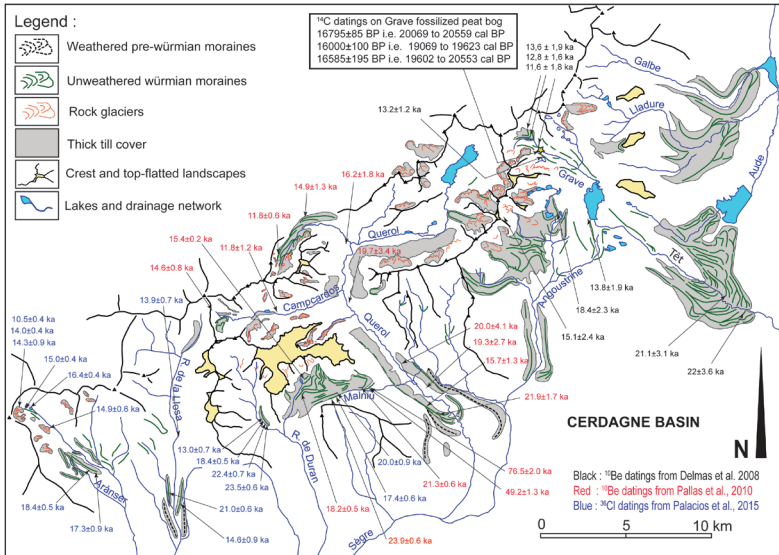 Legend :
Weathered pre-würmian moraines
Unweathered würmian moraines
Rock glaciers
Thick till cover
Crest and top-flatted landscapes
Lakes and drainage network
¹⁴C datings on Grave fossilized peat bog
16795±85 BP i.e. 20069 to 20559 cal BP
16000±100 BP i.e. 19069 to 19623 cal BP
16585±195 BP i.e. 19602 to 20553 cal BP
13,6 ± 1,9 ka
12,8 ± 1,6 ka
11,6 ± 1,8 ka
Galbe
Lladure
Aude
13.2±1.2 ka
Grave
16.2±1.8 ka
14.9±1.3 ka
11.8±0.6 ka
Querol
15.4±0.2 ka
11.8±1.2 ka
19.7±3.4 ka
Têt
14.6±0.8 ka
Angoustrine
13.8±1.9 ka
13.9±0.7 ka
Campcardos
18.4±2.3 ka
10.5±0.4 ka
14.0±0.4 ka
14.3±0.9 ka
Querol
20.0±4.1 ka
15.1±2.4 ka
19.3±2.7 ka
21.1±3.1 ka
15.0±0.4 ka
R. de la Llosa
15.7±1.3 ka
22±3.6 ka
16.4±0.4 ka
Malniu
21.9±1.7 ka
14.9±0.6 ka
CERDAGNE BASIN
N
13.0±0.7 ka
18.4±0.5 ka
22.4±0.7 ka
23.5±0.6 ka
R. de Duran
20.0±0.9 ka
76.5±2.0 ka
Arànser
21.3±0.6 ka
49.2±1.3 ka
18.4±0.5 ka
21.0±0.6 ka
18.2±0.5 ka
17.4±0.6 ka
17.3±0.9 ka
14.6±0.9 ka
Sègre
23.9±0.6 ka
Black : ¹⁰Be datings from Delmas et al. 2008
Red : ¹⁰Be datings from Pallas et al., 2010
Blue : ³⁶Cl datings from Palacios et al., 2015
0 5 10 km